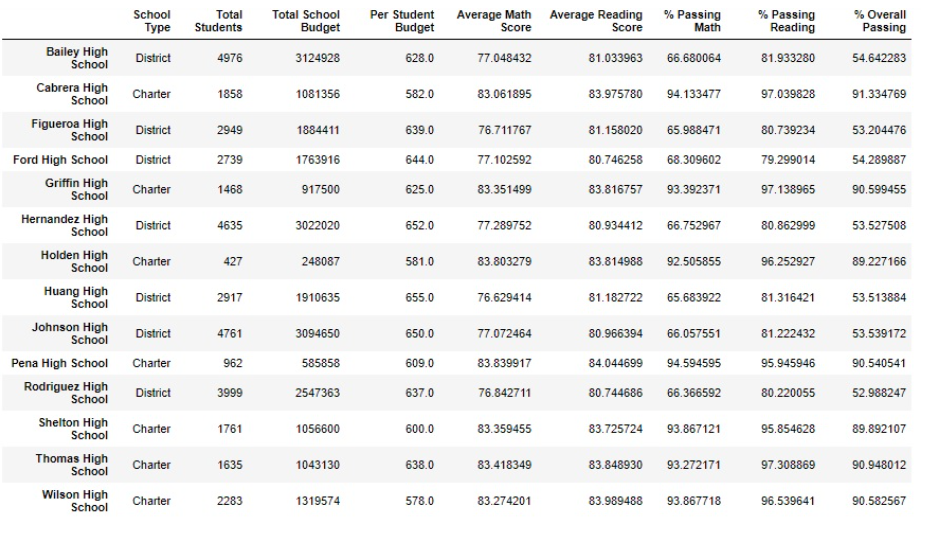 School Type Total Students Total School Budget Per Student Budget Average Math Score Average Reading Score % Passing Math % Passing Reading % Overall Passing
Bailey High School District 4976 3124928 628.0 77.048432 81.033963 66.680064 81.933280 54.642283
Cabrera High School Charter 1858 1081356 582.0 83.061895 83.975780 94.133477 97.039828 91.334769
Figueroa High School District 2949 1884411 639.0 76.711767 81.158020 65.988471 80.739234 53.204476
Ford High School District 2739 1763916 644.0 77.102592 80.746258 68.309602 79.299014 54.289887
Griffin High School Charter 1468 917500 625.0 83.351499 83.816757 93.392371 97.138965 90.599455
Hernandez High School District 4635 3022020 652.0 77.289752 80.934412 66.752967 80.862999 53.527508
Holden High School Charter 427 248087 581.0 83.803279 83.814988 92.505855 96.252927 89.227166
Huang High School District 2917 1910635 655.0 76.629414 81.182722 65.683922 81.316421 53.513884
Johnson High School District 4761 3094650 650.0 77.072464 80.966394 66.057551 81.222432 53.539172
Pena High School Charter 962 585858 609.0 83.839917 84.044699 94.594595 95.945946 90.540541
Rodriguez High School District 3999 2547363 637.0 76.842711 80.744686 66.366592 80.220055 52.988247
Shelton High School Charter 1761 1056600 600.0 83.359455 83.725724 93.867121 95.854628 89.892107
Thomas High School Charter 1635 1043130 638.0 83.418349 83.848930 93.272171 97.308869 90.948012
Wilson High School Charter 2283 1319574 578.0 83.274201 83.989488 93.867718 96.539641 90.582567